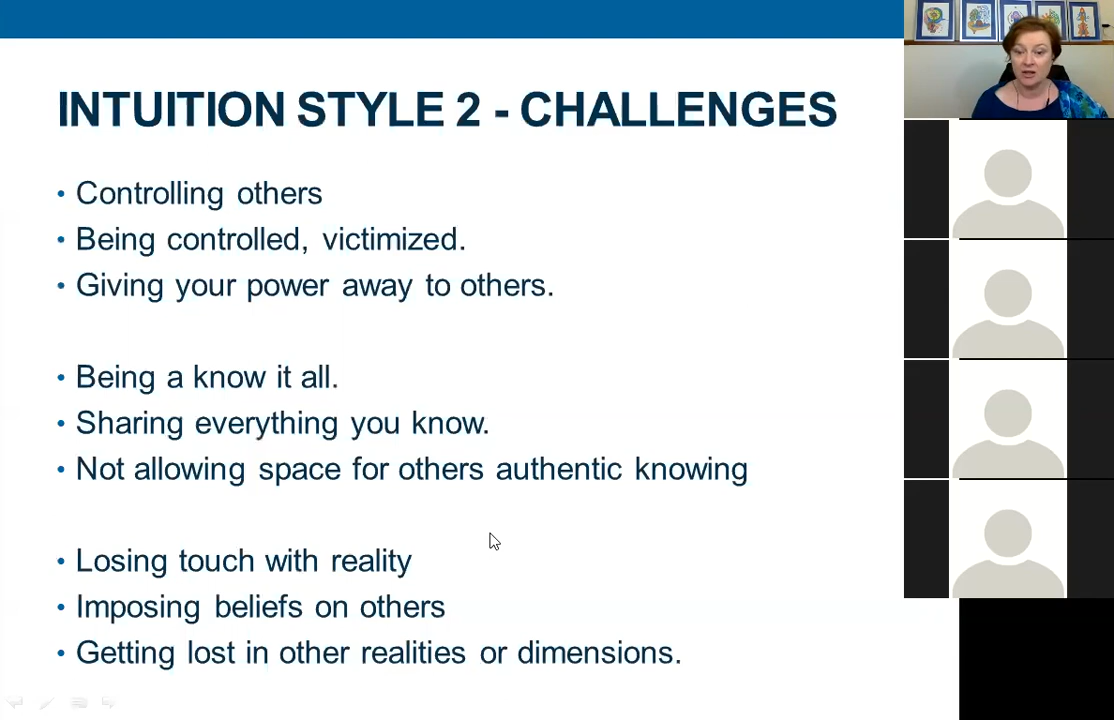 INTUITION STYLE 2 - CHALLENGES
• Controlling others
• Being controlled, victimized.
• Giving your power away to others.
• Being a know it all.
• Sharing everything you know.
• Not allowing space for others authentic knowing
• Losing touch with reality
• Imposing beliefs on others
• Getting lost in other realities or dimensions.